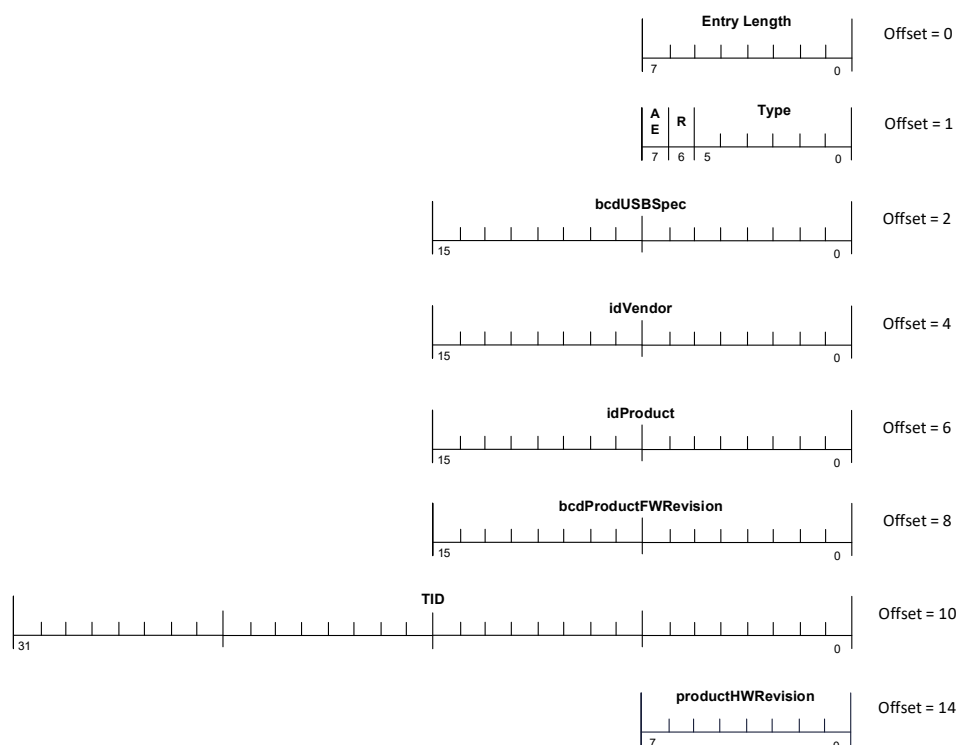 Entry Length
Offset = 0
7 0
A
E
R
Type
Offset = 1
7 6 5 0
bcdUSBSpec
Offset = 2
15 0
idVendor
Offset = 4
15 0
idProduct
Offset = 6
15 0
bcdProductFWRevision
Offset = 8
15 0
TID
Offset = 10
31 0
productHWRevision
Offset = 14
7 0